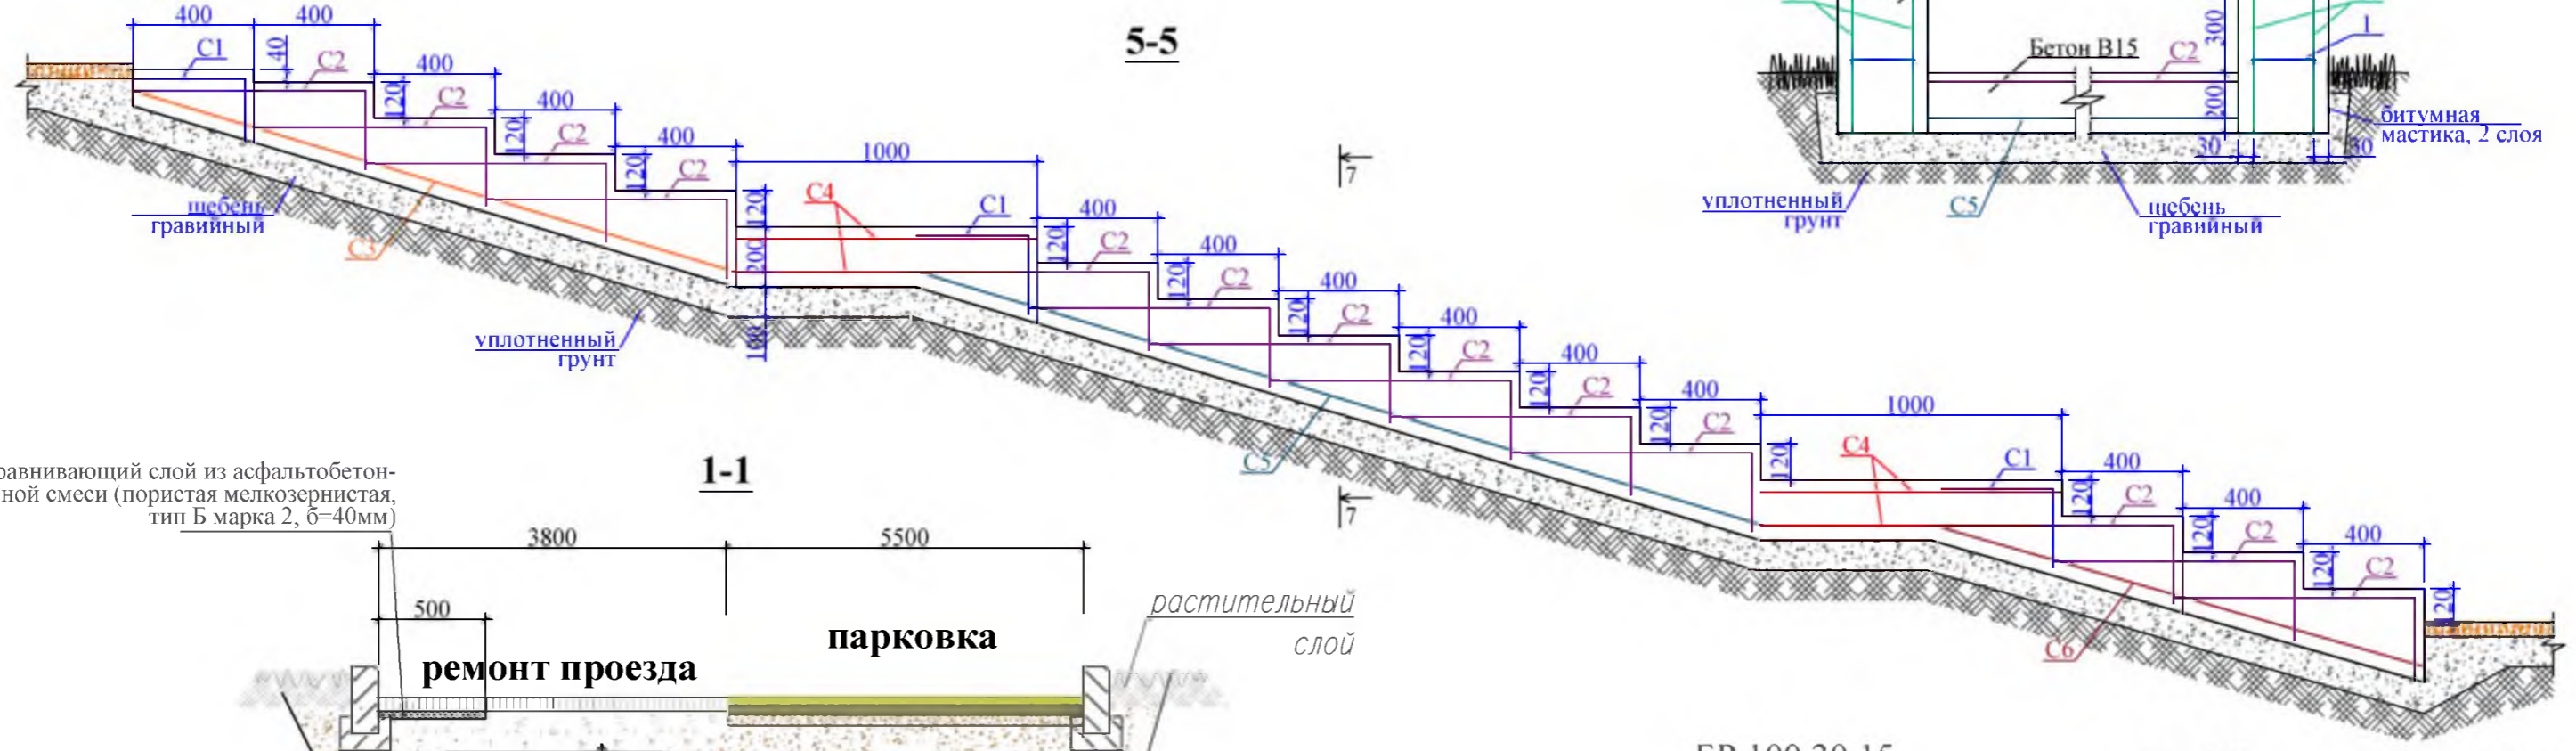 5-5
400
400
C1
40
C2
400
120
C2
400
120
C2
400
120
C2
1000
120
C4
C1
200
400
120
C2
400
120
C2
400
120
C2
400
120
C2
400
120
C2
400
120
C2
1000
120
C4
C1
400
120
C2
400
120
C2
400
120
C2
120
щебень
гравийный
C3
уплотненный
грунт
C5
C6
7
7
300
1
Бетон В15
C2
200
битумная
мастика, 2 слоя
30
30
уплотненный
грунт
C5
щебень
гравийный
1-1
равнивающий слой из асфальтобетон-
ной смеси (пористая мелкозернистая,
тип Б марка 2, б=40мм)
3800
5500
500
ремонт проезда
парковка
растительный
слой